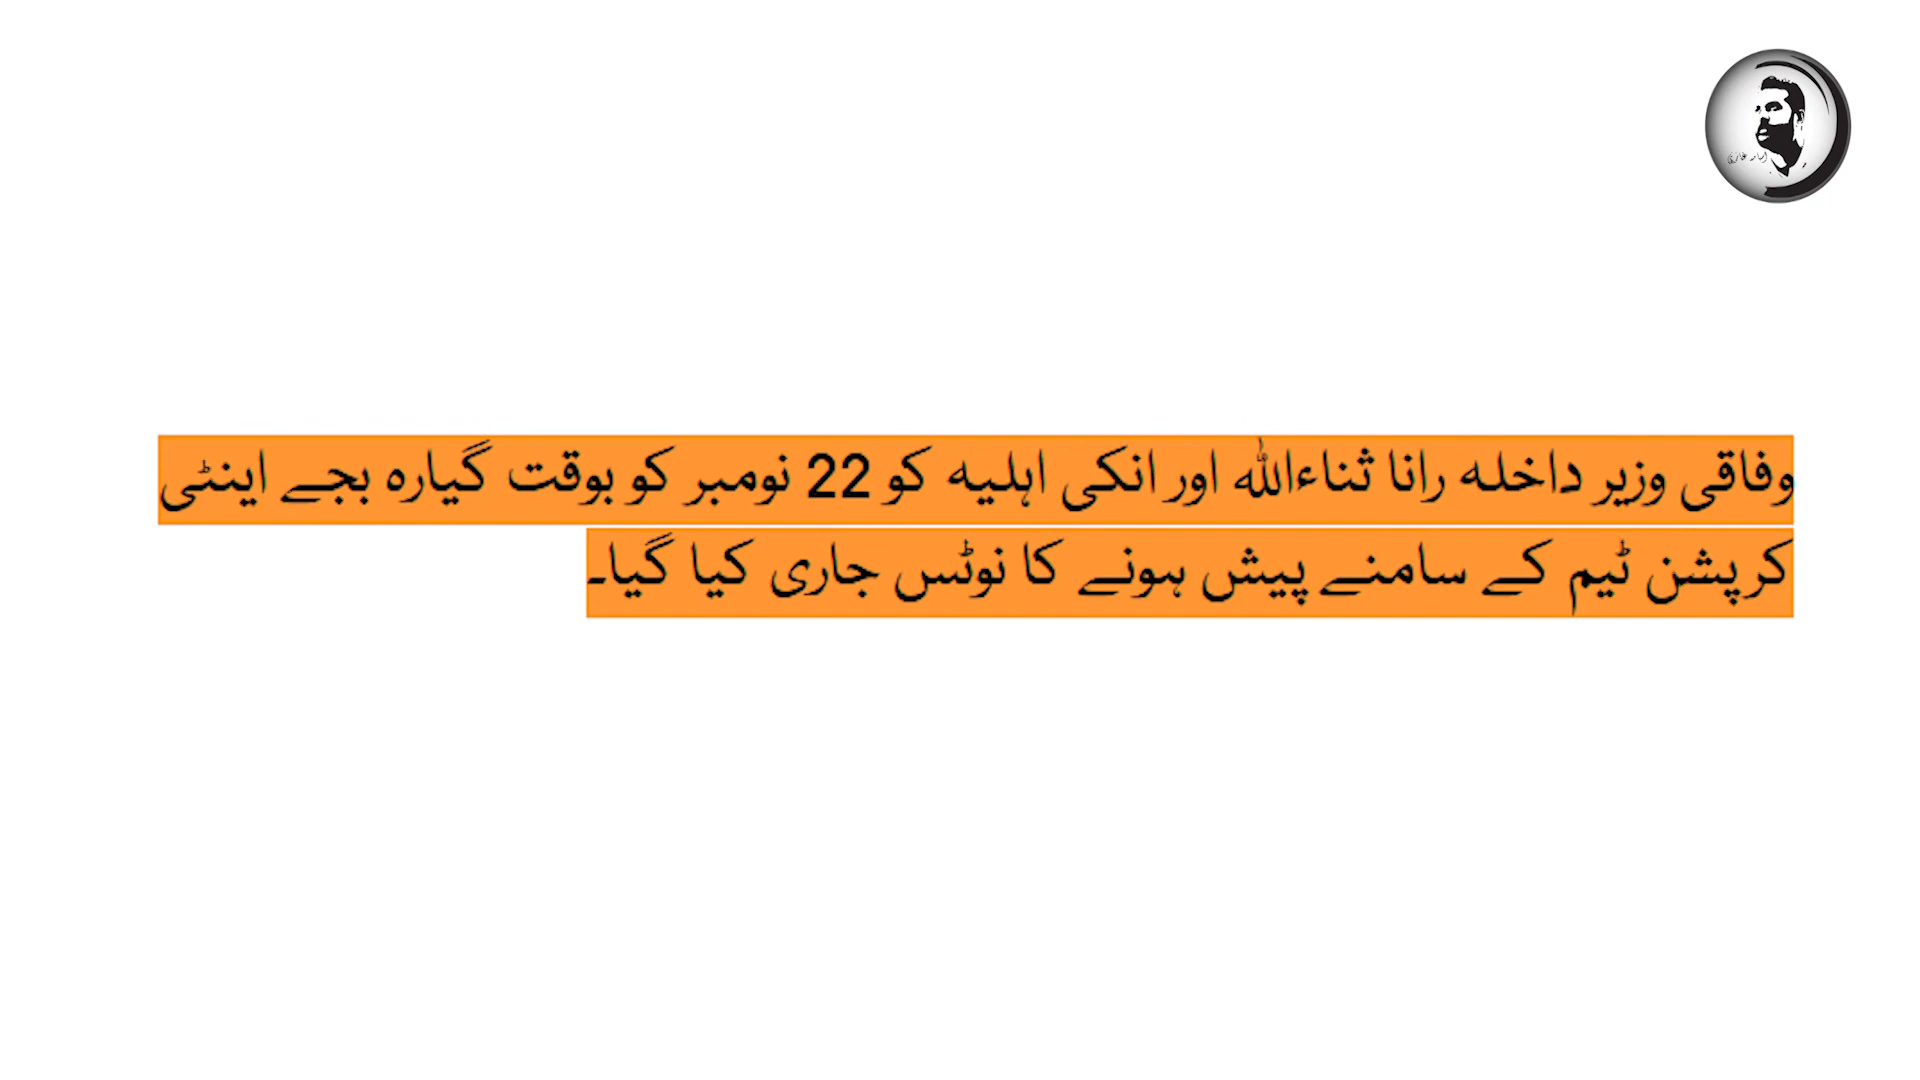 وفاقی وزیر داخلہ رانا ثناءاللہ اور انکی اہلیہ کو 22 نومبر کو بوقت گیارہ بجے اینٹی
کرپشن ٹیم کے سامنے پیش ہونے کا نوٹس جاری کیا گیا۔